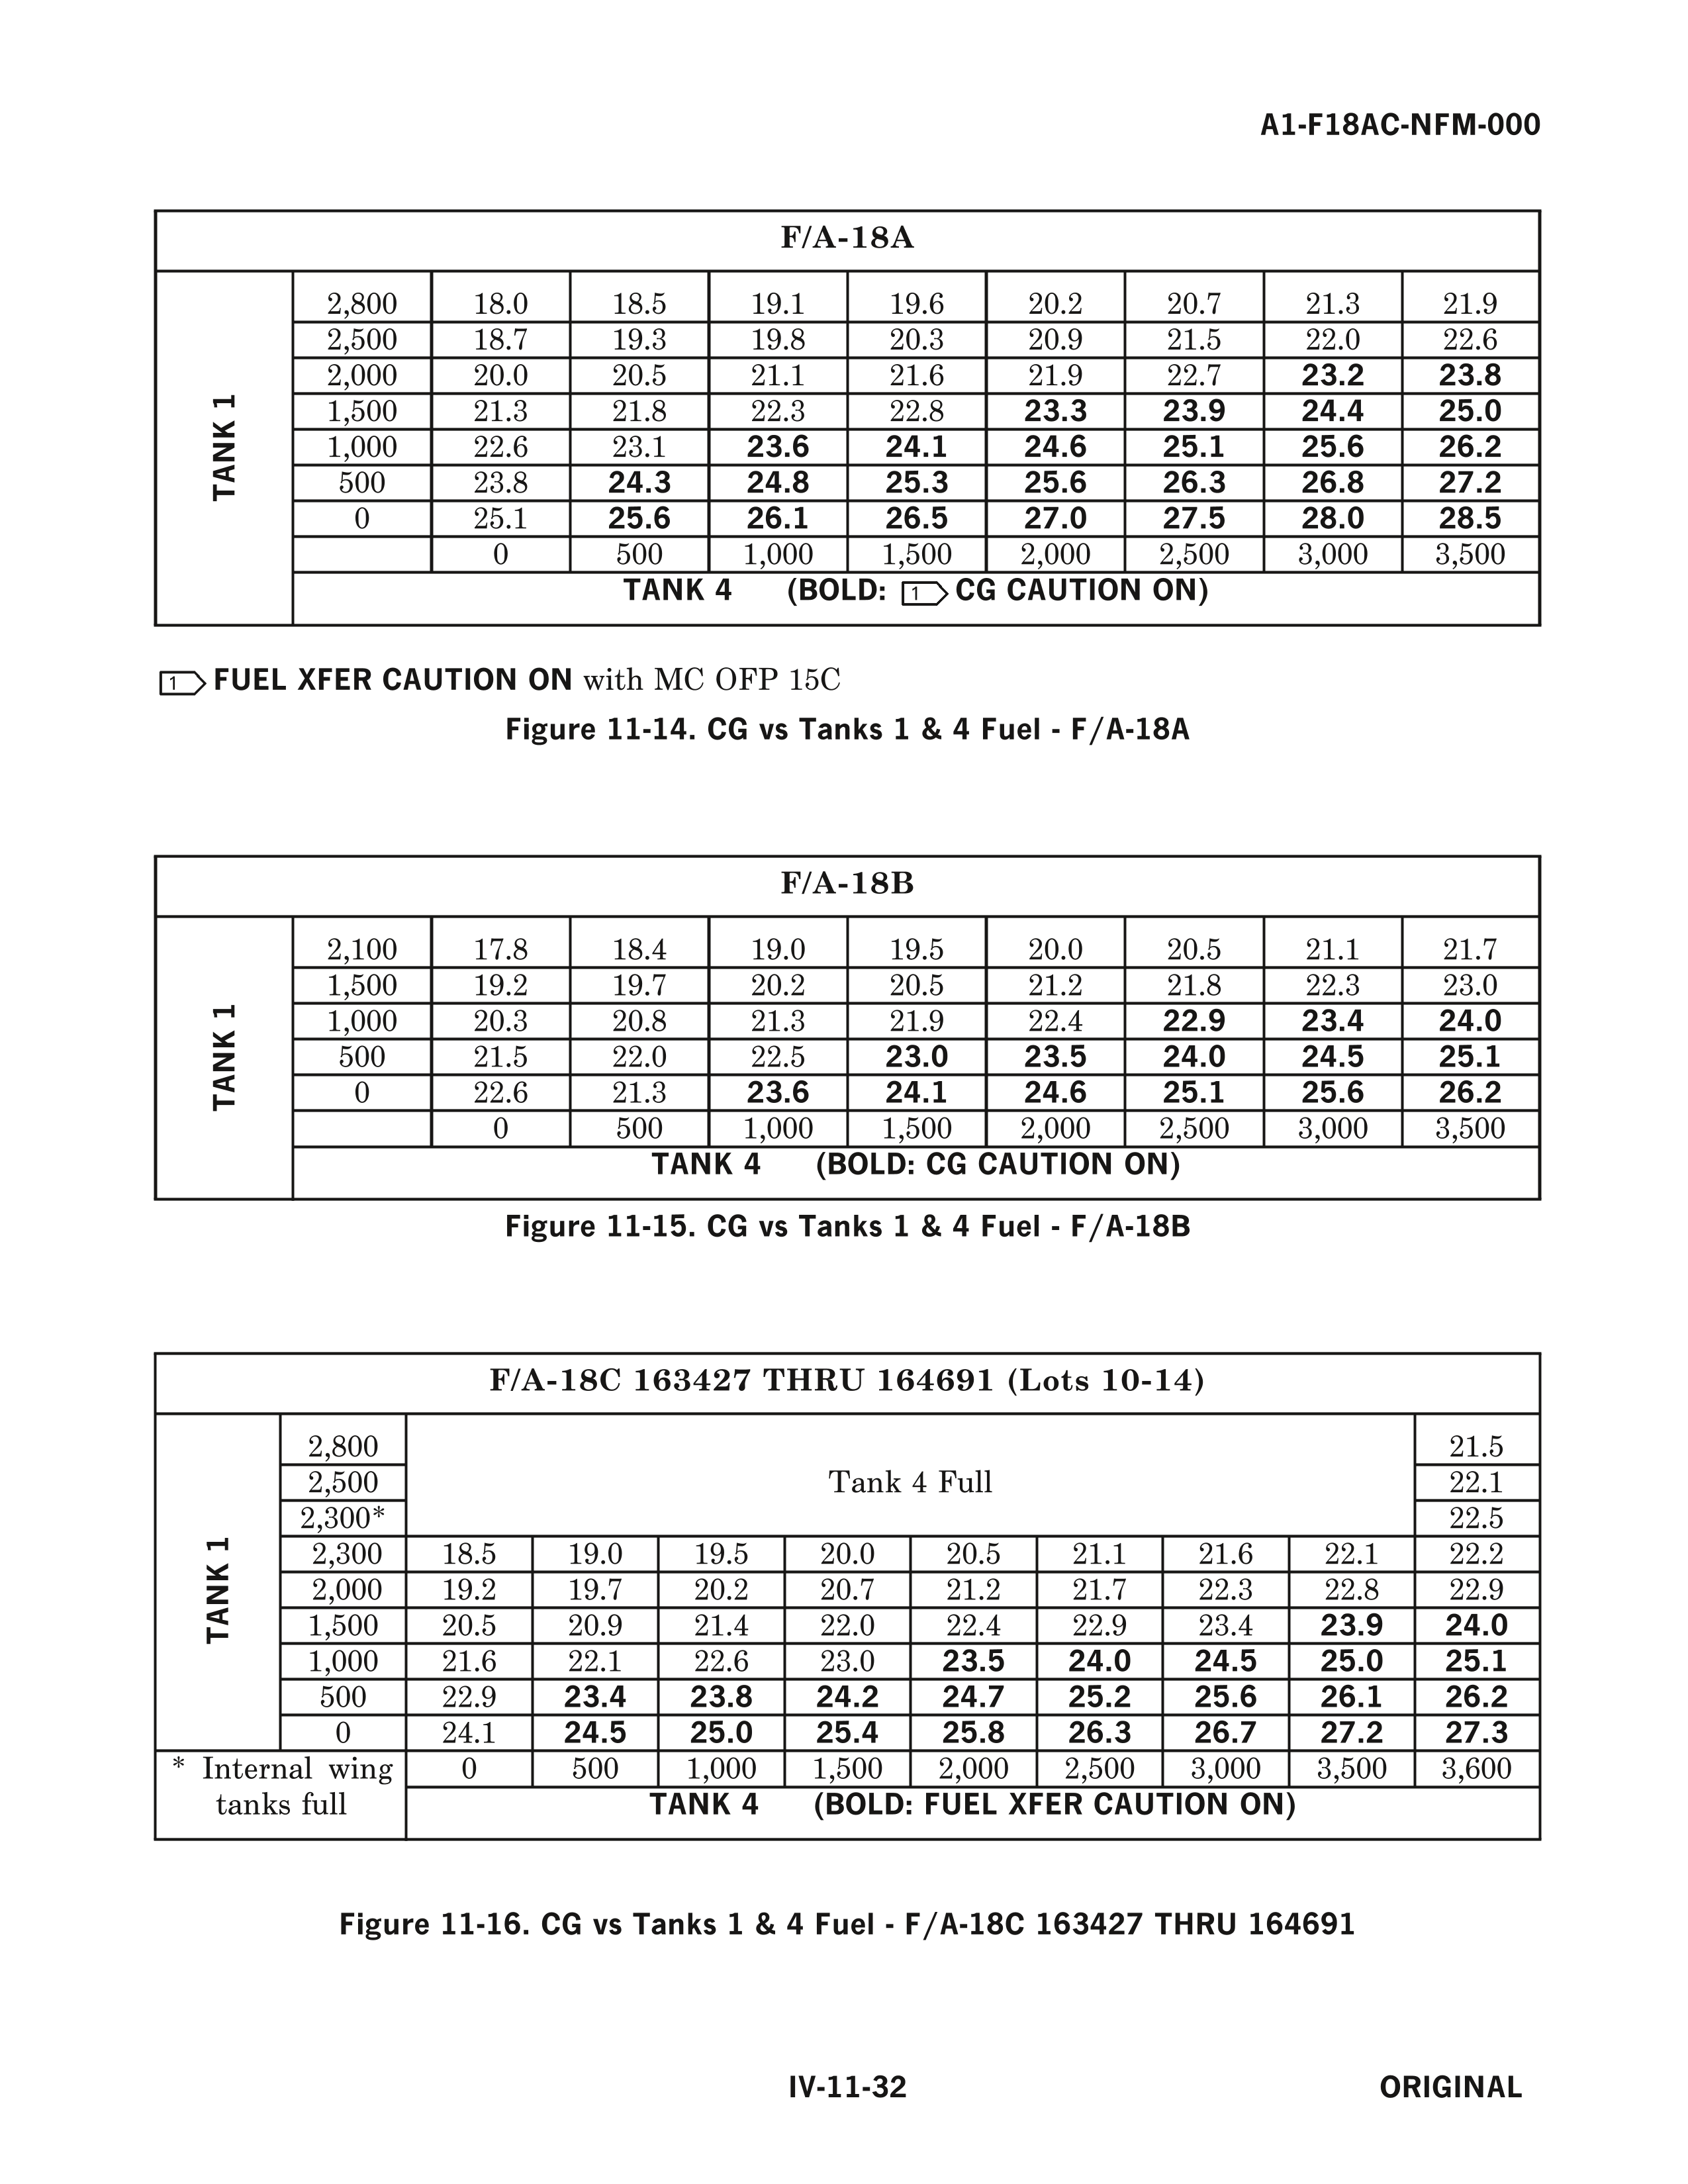 A1-F18AC-NFM-000
F/A-18A
TANK 1
2,800 18.0 18.5 19.1 19.6 20.2 20.7 21.3 21.9
2,500 18.7 19.3 19.8 20.3 20.9 21.5 22.0 22.6
2,000 20.0 20.5 21.1 21.6 21.9 22.7 23.2 23.8
1,500 21.3 21.8 22.3 22.8 23.3 23.9 24.4 25.0
1,000 22.6 23.1 23.6 24.1 24.6 25.1 25.6 26.2
500 23.8 24.3 24.8 25.3 25.6 26.3 26.8 27.2
0 25.1 25.6 26.1 26.5 27.0 27.5 28.0 28.5
0 500 1,000 1,500 2,000 2,500 3,000 3,500
TANK 4 (BOLD: 1 CG CAUTION ON)
1 FUEL XFER CAUTION ON with MC OFP 15C
Figure 11-14. CG vs Tanks 1 & 4 Fuel - F/A-18A
F/A-18B
TANK 1
2,100 17.8 18.4 19.0 19.5 20.0 20.5 21.1 21.7
1,500 19.2 19.7 20.2 20.5 21.2 21.8 22.3 23.0
1,000 20.3 20.8 21.3 21.9 22.4 22.9 23.4 24.0
500 21.5 22.0 22.5 23.0 23.5 24.0 24.5 25.1
0 22.6 21.3 23.6 24.1 24.6 25.1 25.6 26.2
0 500 1,000 1,500 2,000 2,500 3,000 3,500
TANK 4 (BOLD: CG CAUTION ON)
Figure 11-15. CG vs Tanks 1 & 4 Fuel - F/A-18B
F/A-18C 163427 THRU 164691 (Lots 10-14)
TANK 1
2,800 21.5
2,500 Tank 4 Full 22.1
2,300* 22.5
2,300 18.5 19.0 19.5 20.0 20.5 21.1 21.6 22.1 22.2
2,000 19.2 19.7 20.2 20.7 21.2 21.7 22.3 22.8 22.9
1,500 20.5 20.9 21.4 22.0 22.4 22.9 23.4 23.9 24.0
1,000 21.6 22.1 22.6 23.0 23.5 24.0 24.5 25.0 25.1
500 22.9 23.4 23.8 24.2 24.7 25.2 25.6 26.1 26.2
0 24.1 24.5 25.0 25.4 25.8 26.3 26.7 27.2 27.3
* Internal wing 0 500 1,000 1,500 2,000 2,500 3,000 3,500 3,600
tanks full TANK 4 (BOLD: FUEL XFER CAUTION ON)
Figure 11-16. CG vs Tanks 1 & 4 Fuel - F/A-18C 163427 THRU 164691
IV-11-32 ORIGINAL